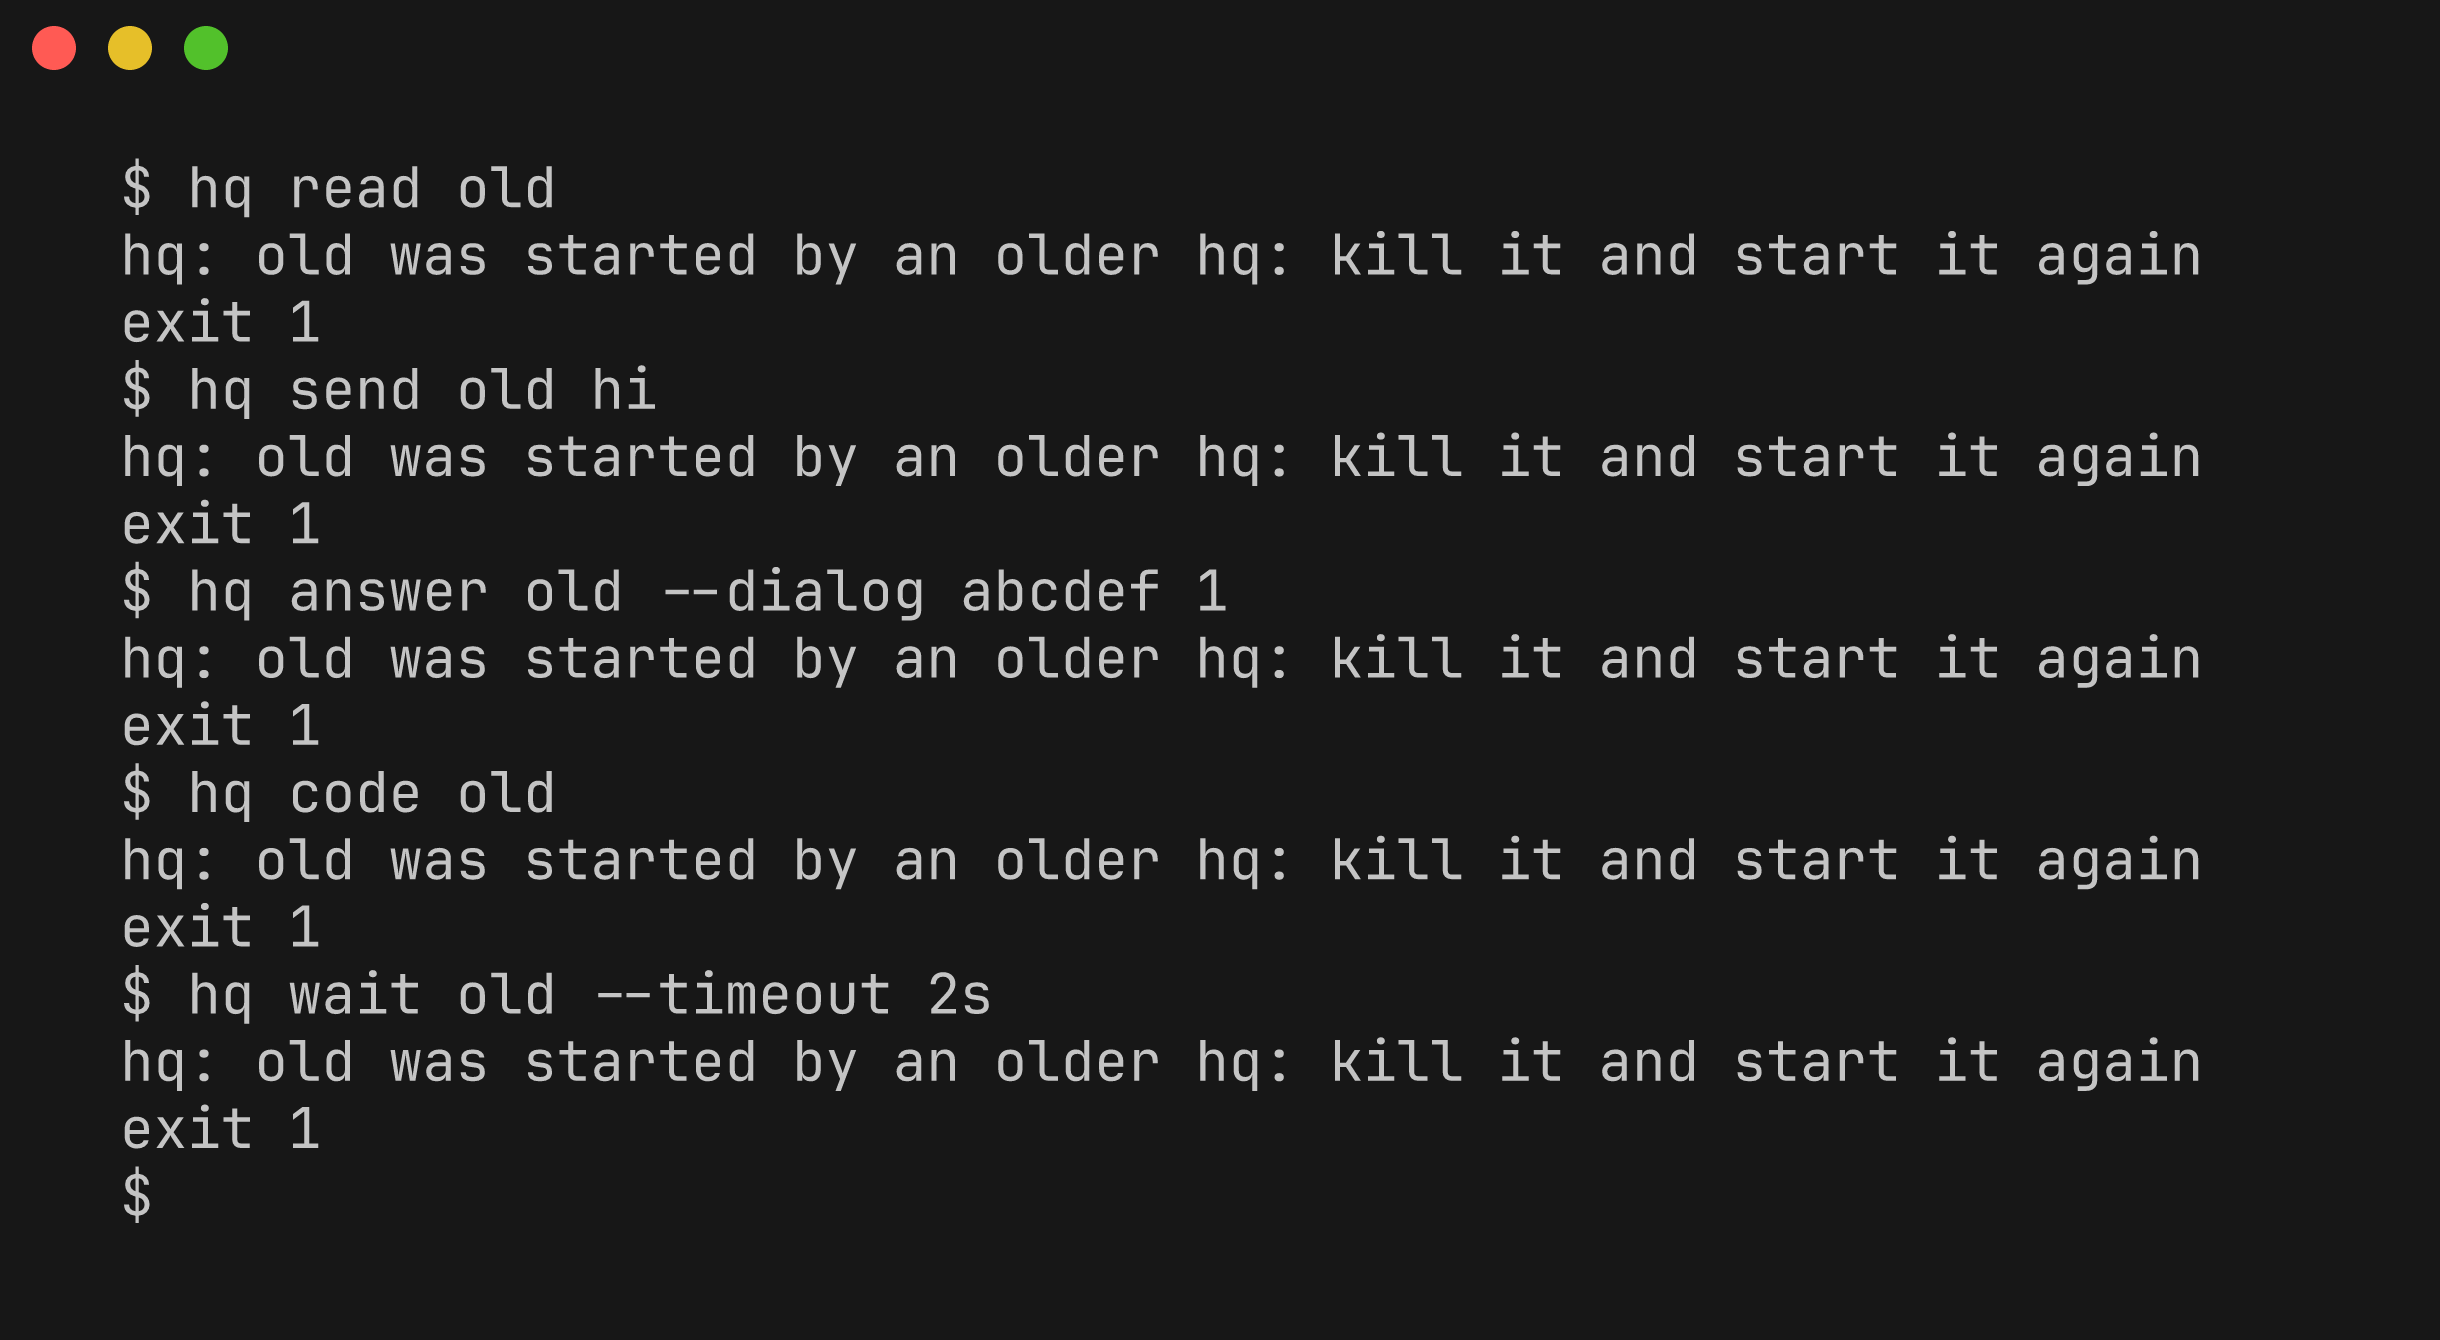 $ hq read old
hq: old was started by an older hq: kill it and start it again
exit 1
$ hq send old hi
hq: old was started by an older hq: kill it and start it again
exit 1
$ hq answer old --dialog abcdef 1
hq: old was started by an older hq: kill it and start it again
exit 1
$ hq code old
hq: old was started by an older hq: kill it and start it again
exit 1
$ hq wait old --timeout 2s
hq: old was started by an older hq: kill it and start it again
exit 1
$